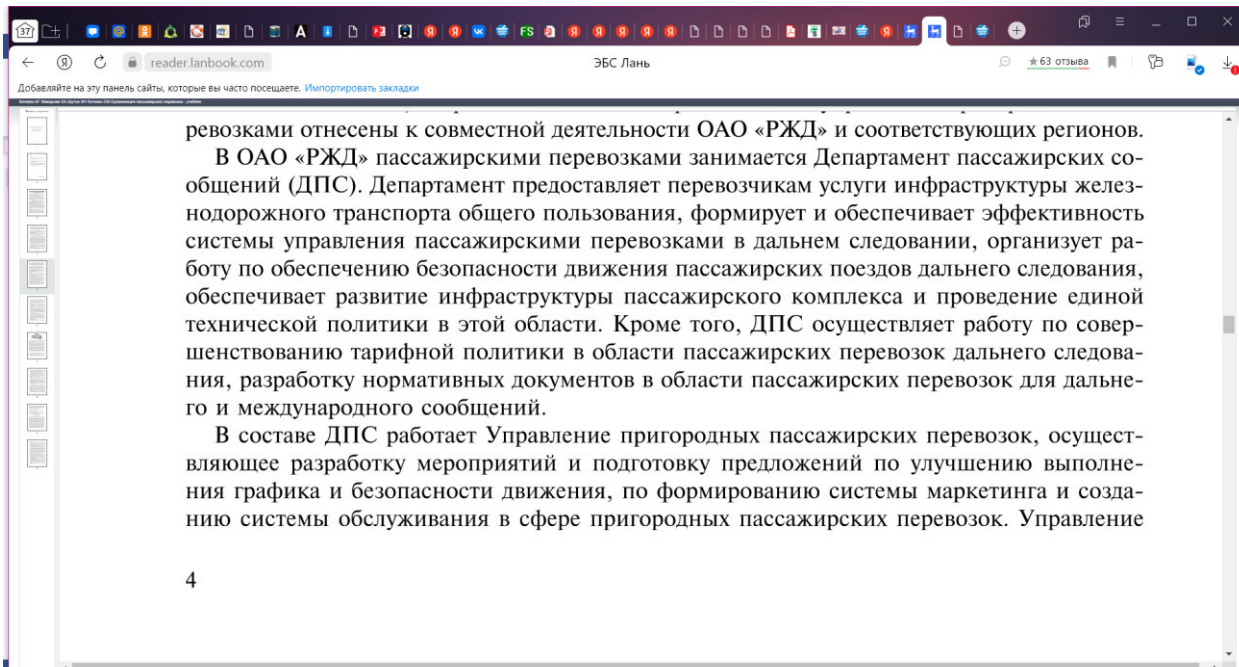 37
reader.lanbook.com
ЭБС Лань
★ 63 отзыва
Добавляйте на эту панель сайты, которые вы часто посещаете. Импортировать закладки
ревозками отнесены к совместной деятельности ОАО «РЖД» и соответствующих регионов.
В ОАО «РЖД» пассажирскими перевозками занимается Департамент пассажирских со-
общений (ДПС). Департамент предоставляет перевозчикам услуги инфраструктуры желез-
нодорожного транспорта общего пользования, формирует и обеспечивает эффективность
системы управления пассажирскими перевозками в дальнем следовании, организует ра-
боту по обеспечению безопасности движения пассажирских поездов дальнего следования,
обеспечивает развитие инфраструктуры пассажирского комплекса и проведение единой
технической политики в этой области. Кроме того, ДПС осуществляет работу по совер-
шенствованию тарифной политики в области пассажирских перевозок дальнего следова-
ния, разработку нормативных документов в области пассажирских перевозок для дальне-
го и международного сообщений.
В составе ДПС работает Управление пригородных пассажирских перевозок, осущест-
вляющее разработку мероприятий и подготовку предложений по улучшению выполне-
ния графика и безопасности движения, по формированию системы маркетинга и созда-
нию системы обслуживания в сфере пригородных пассажирских перевозок. Управление
4